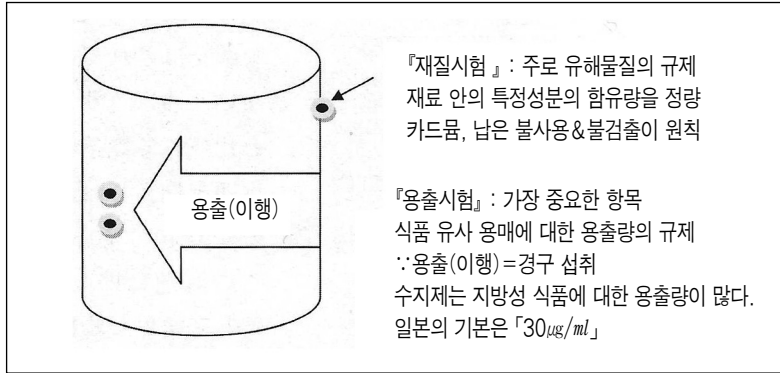 『재질시험 』: 주로 유해물질의 규제
재료 안의 특정성분의 함유량을 정량
카드뮴, 납은 불사용&불검출이 원칙
용출(이행)
『용출시험』: 가장 중요한 항목
식품 유사 용매에 대한 용출량의 규제
∵용출(이행)=경구 섭취
수지제는 지방성 식품에 대한 용출량이 많다.
일본의 기본은 「30㎍/㎖」